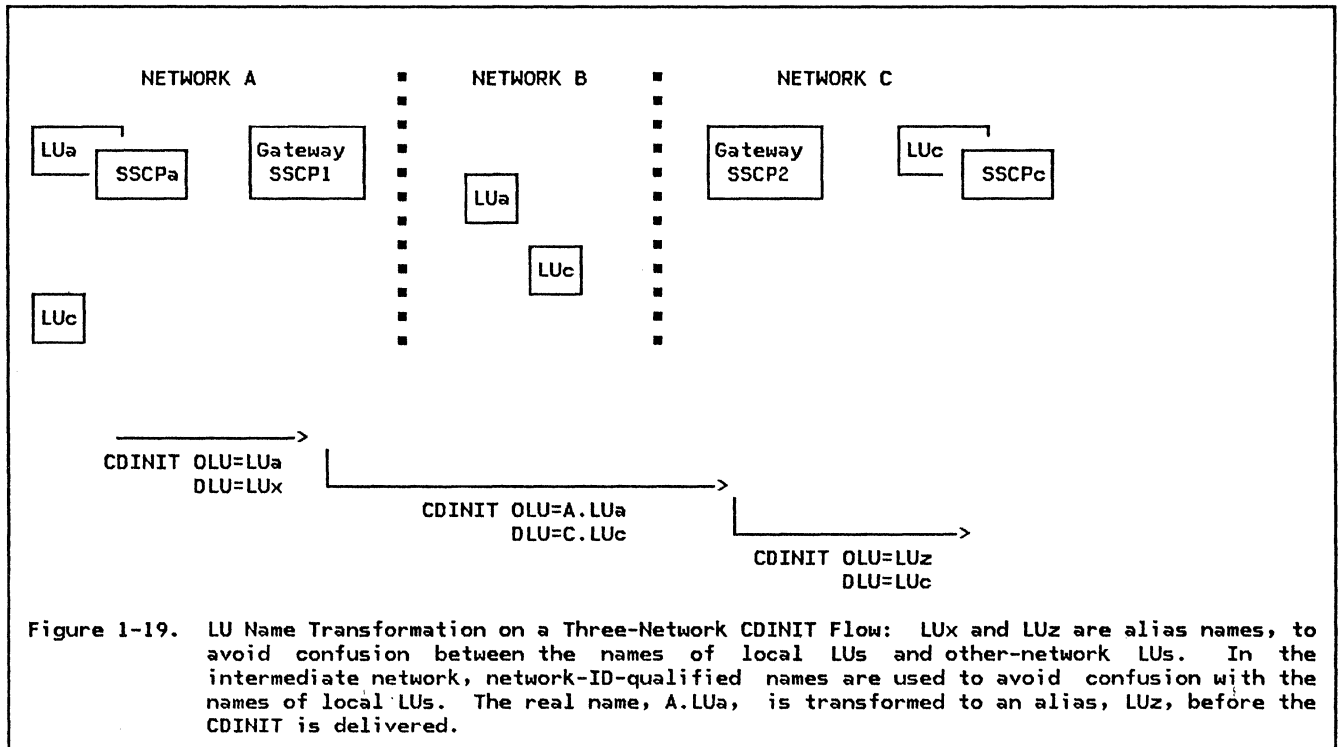 NETWORK A NETWORK B NETWORK C
LUa
SSCPa
Gateway
SSCP1
LUa
LUc
Gateway
SSCP2
LUc
SSCPc
LUc
CDINIT OLU=LUa
DLU=LUx
CDINIT OLU=A.LUa
DLU=C.LUc
CDINIT OLU=LUz
DLU=LUc
Figure 1-19. LU Name Transformation on a Three-Network CDINIT Flow: LUx and LUz are alias names, to
avoid confusion between the names of local LUs and other-network LUs. In the
intermediate network, network-ID-qualified names are used to avoid confusion with the
names of local LUs. The real name, A.LUa, is transformed to an alias, LUz, before the
CDINIT is delivered.